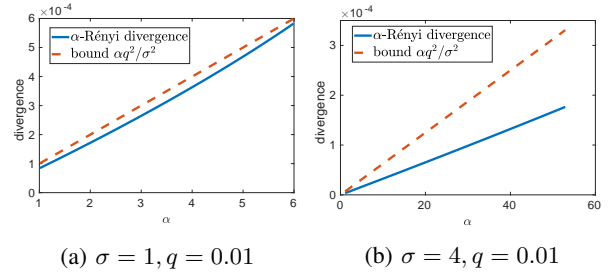 ×10⁻⁴
6
5
4
3
2
1
0
divergence
α-Rényi divergence
bound αq²/σ²
1 2 3 4 5 6
α
(a) σ = 1, q = 0.01
×10⁻⁴
3
2
1
0
divergence
α-Rényi divergence
bound αq²/σ²
0 20 40 60
α
(b) σ = 4, q = 0.01